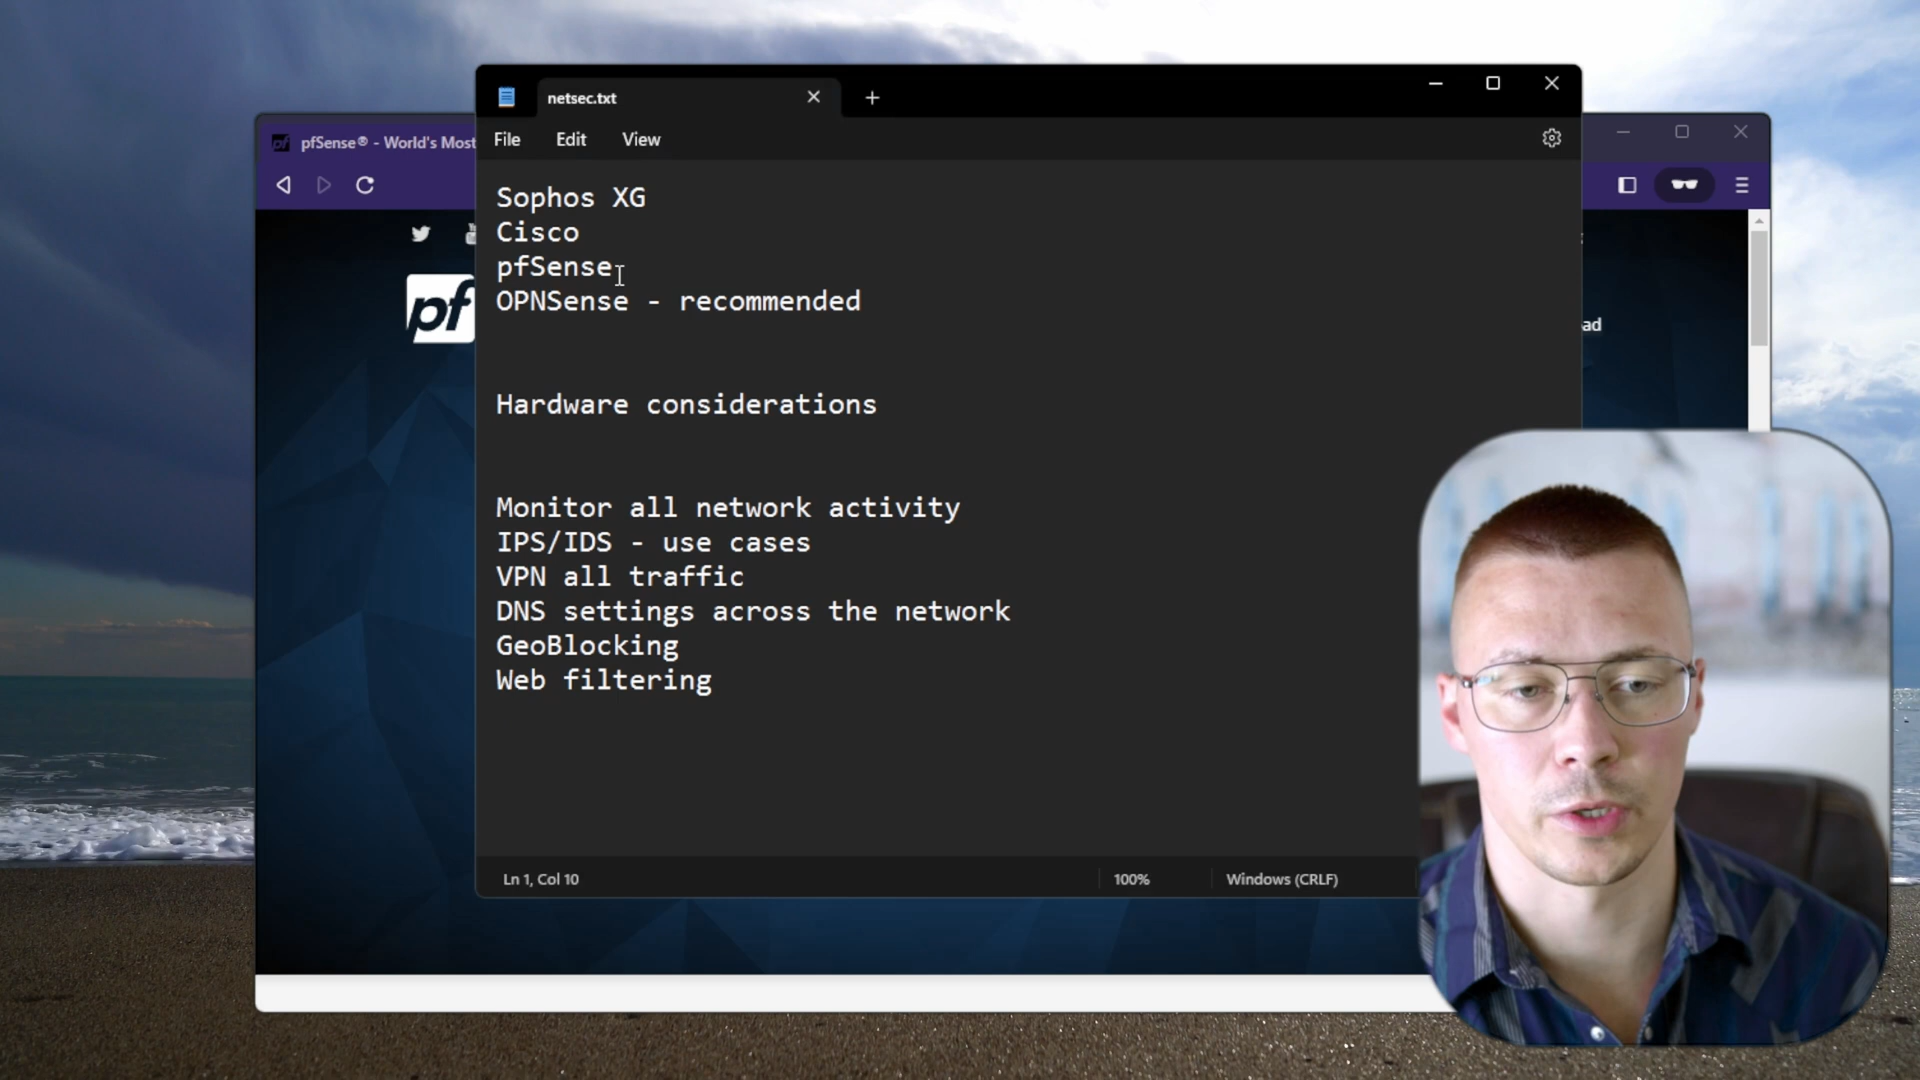 netsec.txt
pfSense® - World's Most
File Edit View
Sophos XG
Cisco
pfSense
OPNSense - recommended
pf
ad
Hardware considerations
Monitor all network activity
IPS/IDS - use cases
VPN all traffic
DNS settings across the network
GeoBlocking
Web filtering
Ln 1, Col 10
100%
Windows (CRLF)